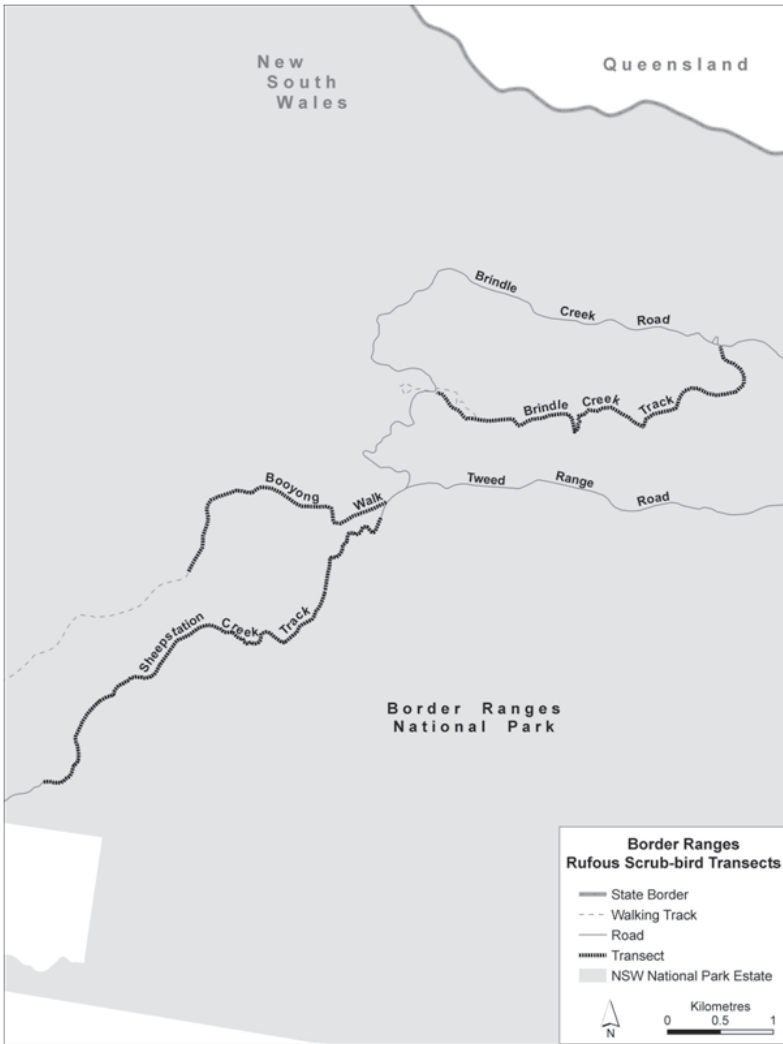 New
South
Wales
Queensland
Brindle Creek Road
Brindle Creek Track
Booyong Walk
Tweed Range Road
Sheepstation Creek Track
Border Ranges
National Park
Border Ranges
Rufous Scrub-bird Transects
State Border
Walking Track
Road
Transect
NSW National Park Estate
N
Kilometres
0 0.5 1